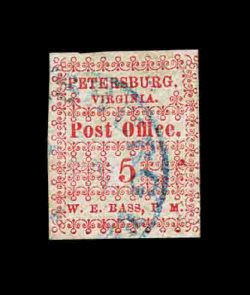 PETERSBURG,
VIRGINIA.
Post Office.
5
W. E. BASS, P. M.